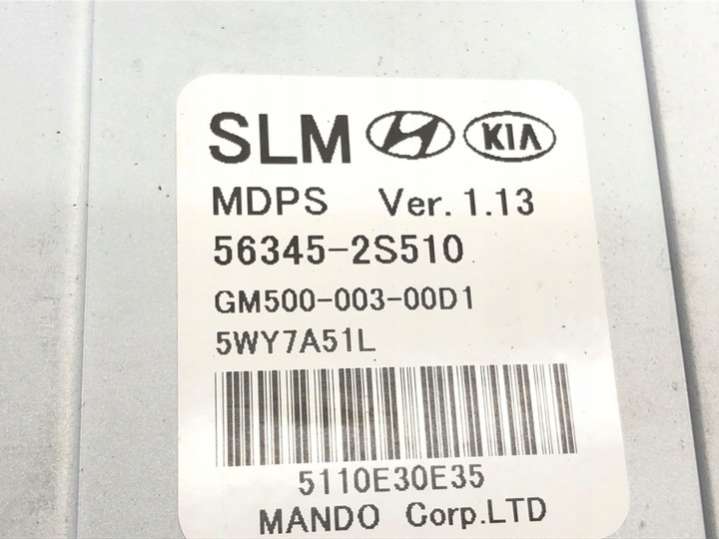 SLM KIA
MDPS Ver. 1.13
56345-2S510
GM500-003-00D1
5WY7A51L
5110E30E35
MANDO Corp.LTD